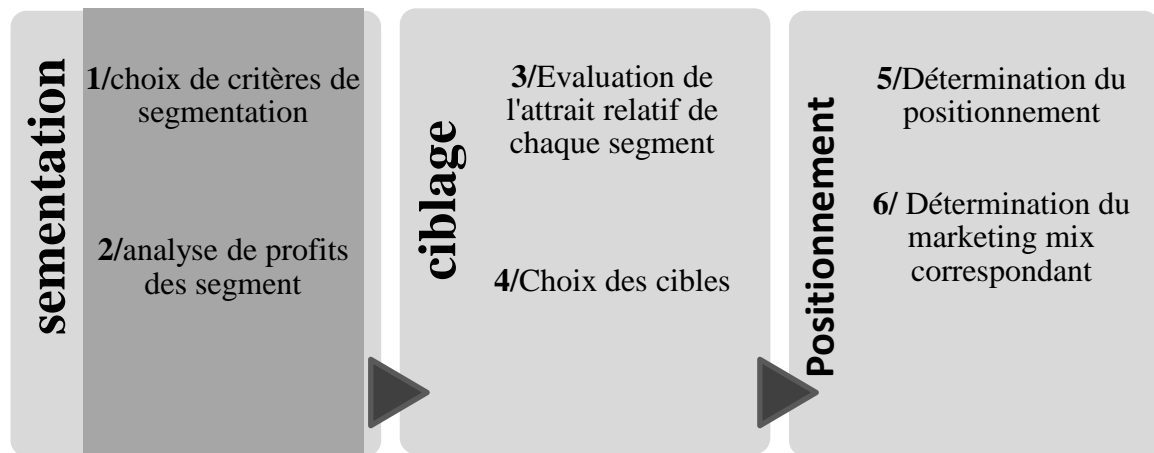 sementation
1/choix de critères de
segmentation
2/analyse de profits
des segment
ciblage
3/Evaluation de
l'attrait relatif de
chaque segment
4/Choix des cibles
Positionnement
5/Détermination du
positionnement
6/ Détermination du
marketing mix
correspondant